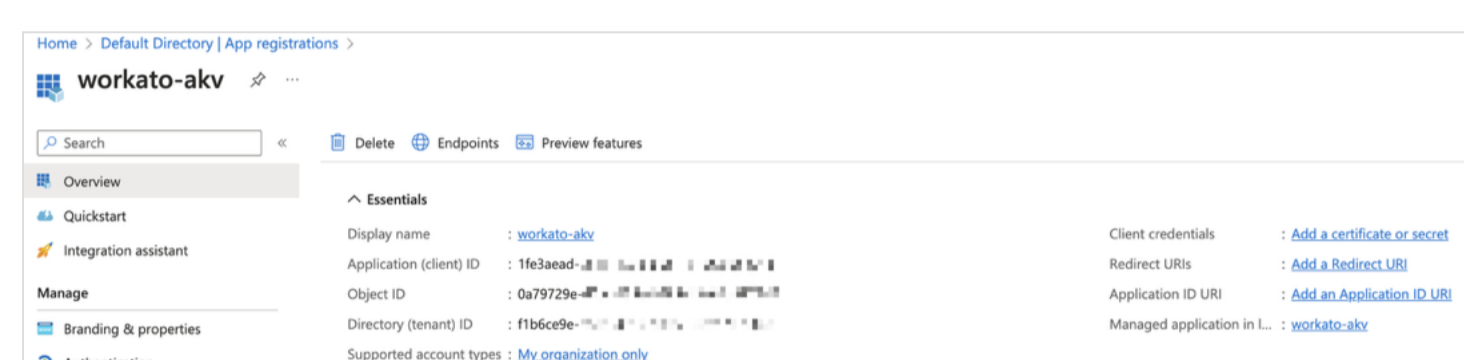 Home > Default Directory | App registrations >
workato-akv ...
Search «
Delete Endpoints Preview features
Overview
Quickstart
Integration assistant
Manage
Branding & properties
Essentials
Display name : workato-akv
Application (client) ID : 1fe3aead-
Object ID : 0a79729e-
Directory (tenant) ID : f1b6ce9e-
Supported account types : My organization only
Client credentials : Add a certificate or secret
Redirect URIs : Add a Redirect URI
Application ID URI : Add an Application ID URI
Managed application in l... : workato-akv